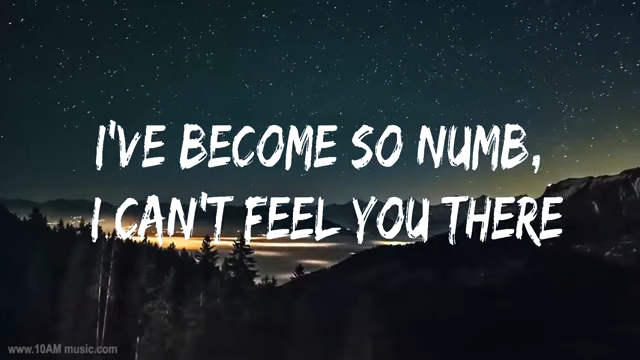 I'VE BECOME SO NUMB,
I CAN'T FEEL YOU THERE
www.10AM music.com